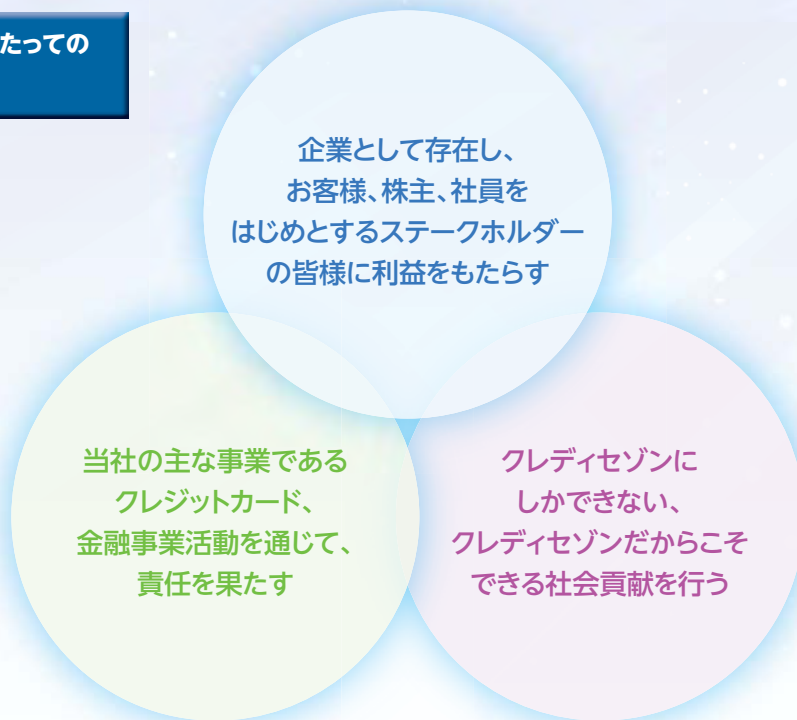 たっての
企業として存在し、
お客様、株主、社員を
はじめとするステークホルダー
の皆様に利益をもたらす
当社の主な事業である
クレジットカード、
金融事業活動を通じて、
責任を果たす
クレディセゾンに
しかできない、
クレディセゾンだからこそ
できる社会貢献を行う